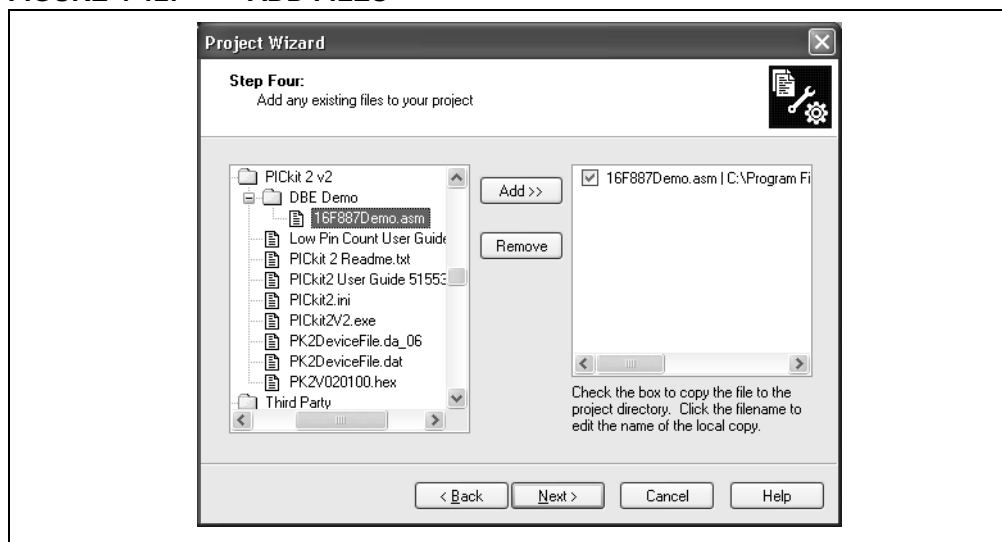 Project Wizard
Step Four:
Add any existing files to your project
PICkit 2 v2
DBE Demo
16F887Demo.asm
Low Pin Count User Guide
PICkit 2 Readme.txt
PICkit2 User Guide 51553
PICkit2.ini
PICkit2V2.exe
PK2DeviceFile.da_06
PK2DeviceFile.dat
PK2V020100.hex
Third Party
Add >>
Remove
16F887Demo.asm | C:\Program Fi
Check the box to copy the file to the
project directory. Click the filename to
edit the name of the local copy.
< Back
Next >
Cancel
Help